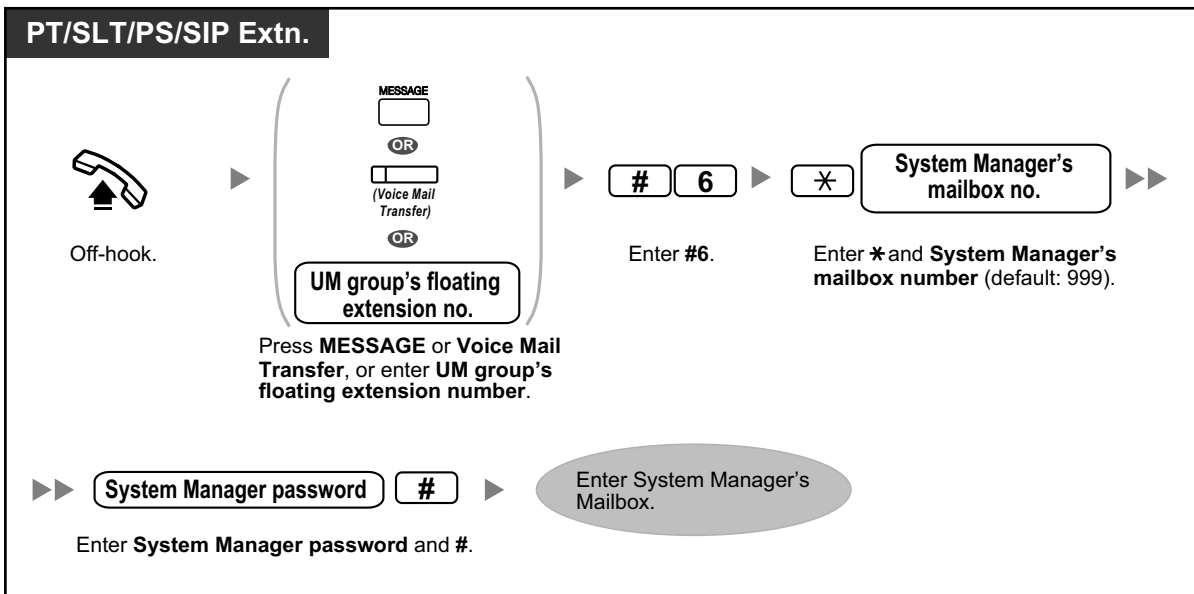 PT/SLT/PS/SIP Extn.
Off-hook.
MESSAGE
OR
(Voice Mail
Transfer)
OR
UM group's floating
extension no.
Press MESSAGE or Voice Mail
Transfer, or enter UM group's
floating extension number.
# 6
Enter #6.
* System Manager's
mailbox no.
Enter * and System Manager's
mailbox number (default: 999).
System Manager password #
Enter System Manager password and #.
Enter System Manager's
Mailbox.